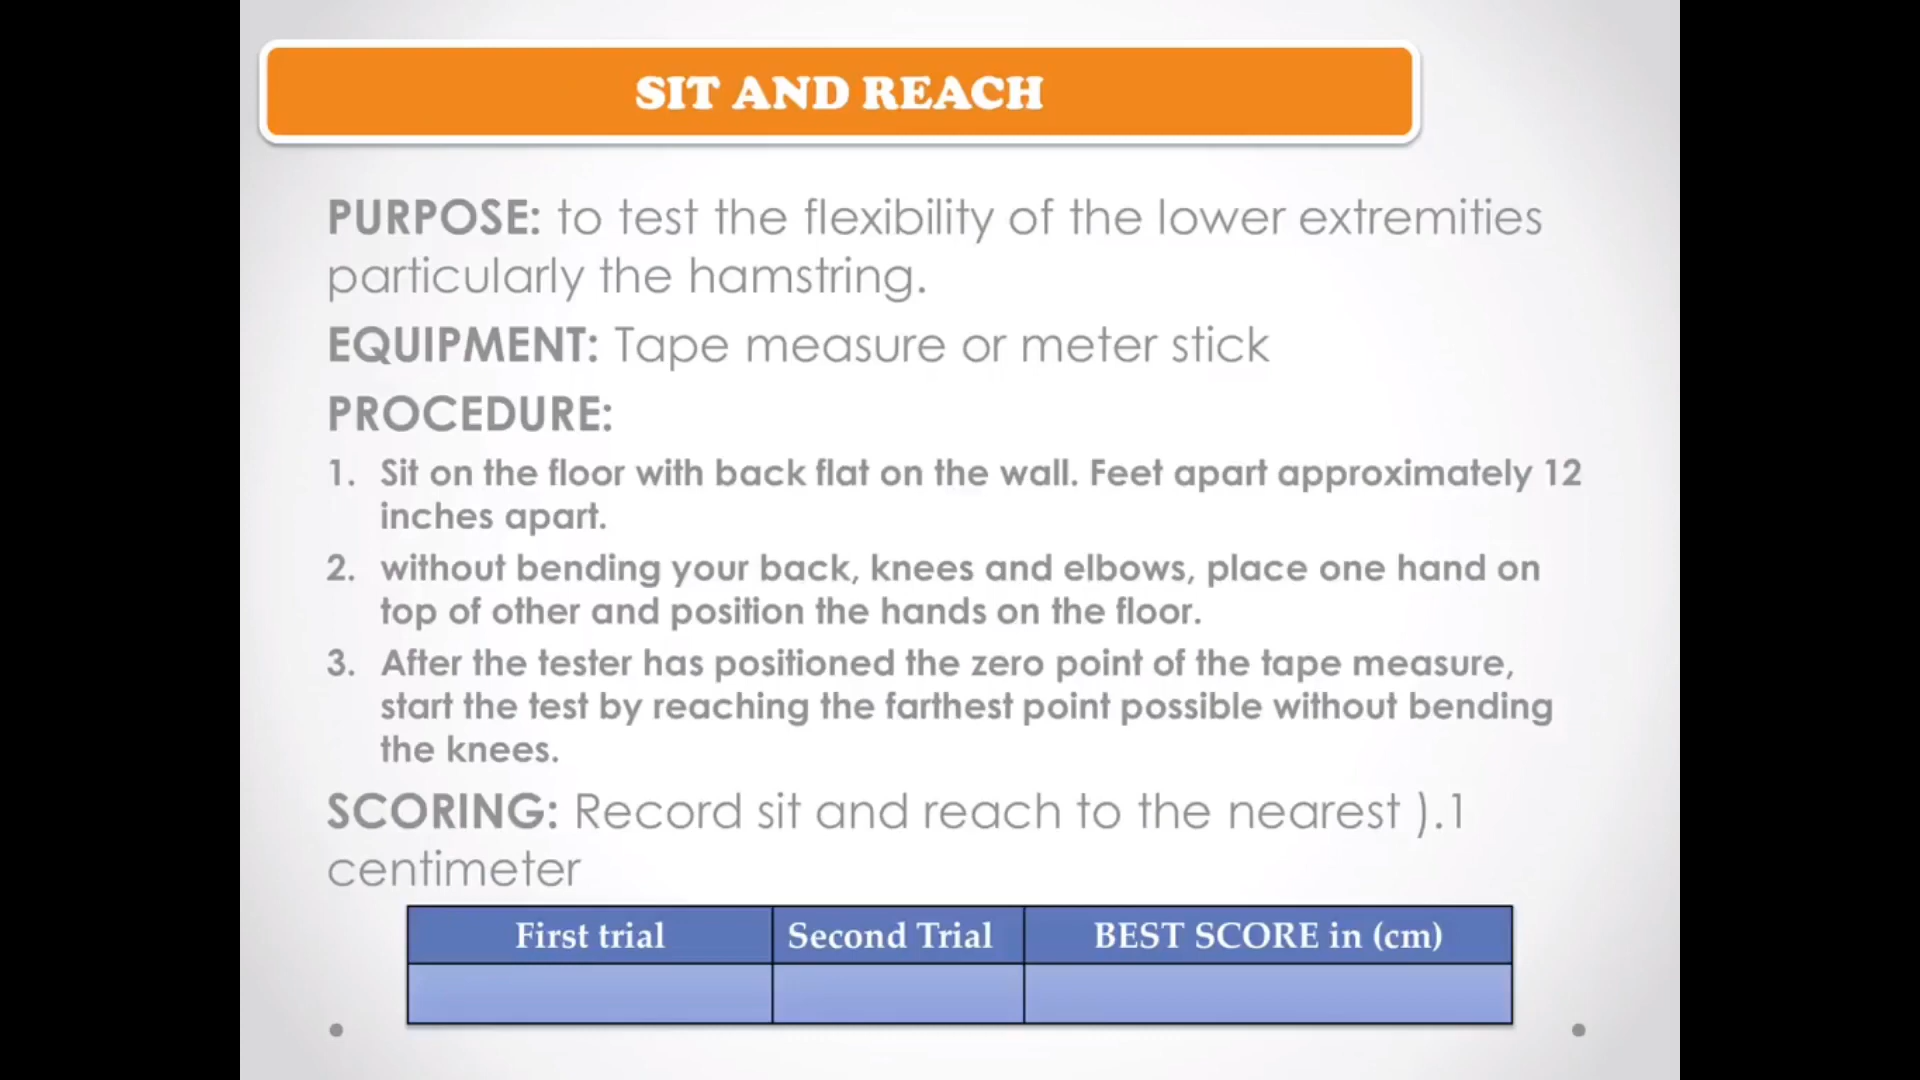 SIT AND REACH
PURPOSE: to test the flexibility of the lower extremities
particularly the hamstring.
EQUIPMENT: Tape measure or meter stick
PROCEDURE:
1. Sit on the floor with back flat on the wall. Feet apart approximately 12
inches apart.
2. without bending your back, knees and elbows, place one hand on
top of other and position the hands on the floor.
3. After the tester has positioned the zero point of the tape measure,
start the test by reaching the farthest point possible without bending
the knees.
SCORING: Record sit and reach to the nearest ).1
centimeter
First trial Second Trial BEST SCORE in (cm)